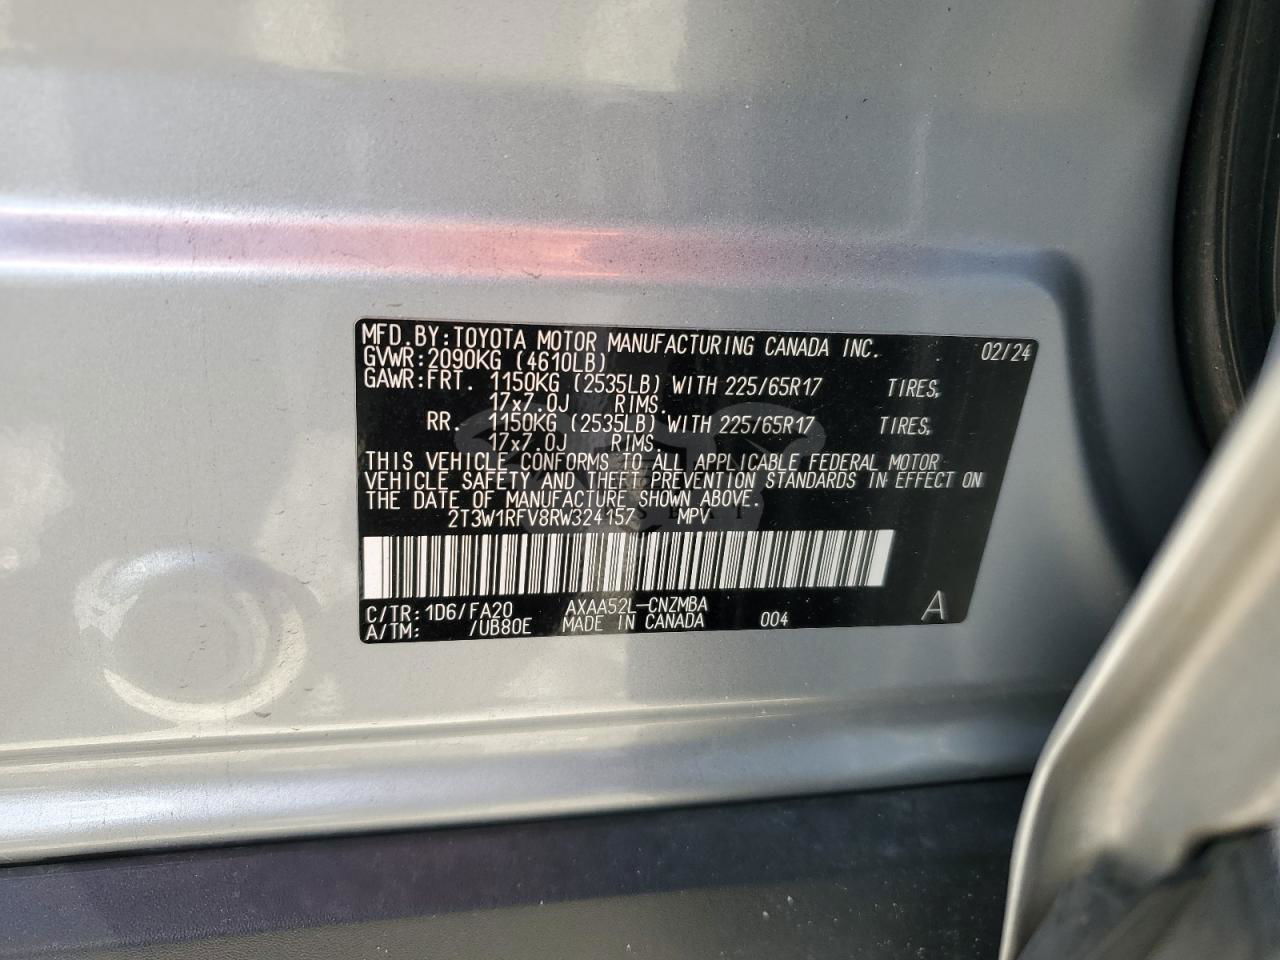 MFD.BY:TOYOTA MOTOR MANUFACTURING CANADA INC. 02/24
GVWR:2090KG (4610LB)
GAWR:FRT. 1150KG (2535LB) WITH 225/65R17 TIRES,
17x7.0J RIMS.
RR. 1150KG (2535LB) WITH 225/65R17 TIRES,
17x7.0J RIMS.
THIS VEHICLE CONFORMS TO ALL APPLICABLE FEDERAL MOTOR
VEHICLE SAFETY AND THEFT PREVENTION STANDARDS IN EFFECT ON
THE DATE OF MANUFACTURE SHOWN ABOVE.
2T3W1RFV8RW324157 MPV
C/TR: 1D6/FA20 AXAA52L-CNZMBA
A/TM: /UB80E MADE IN CANADA 004 A